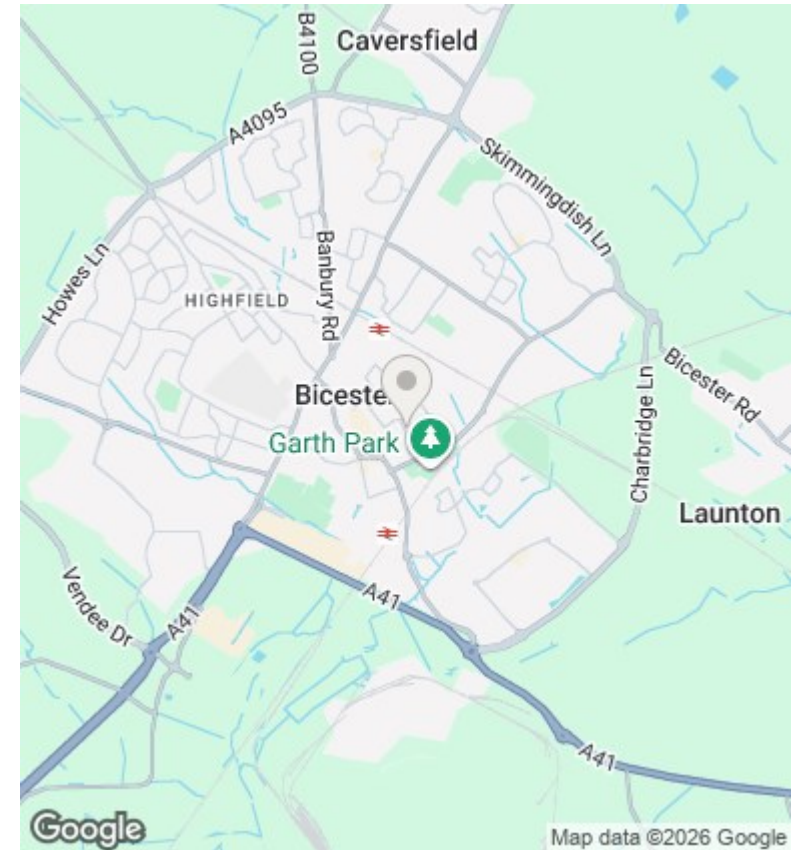 Caversfield
B4100
A4095
Skimmingdish Ln
Howes Ln
Banbury Rd
HIGHFIELD
Bicester Rd
Bicester
Charbridge Ln
Garth Park
Launton
Vendee Dr
A41
A41
A41
Google
Map data ©2026 Google